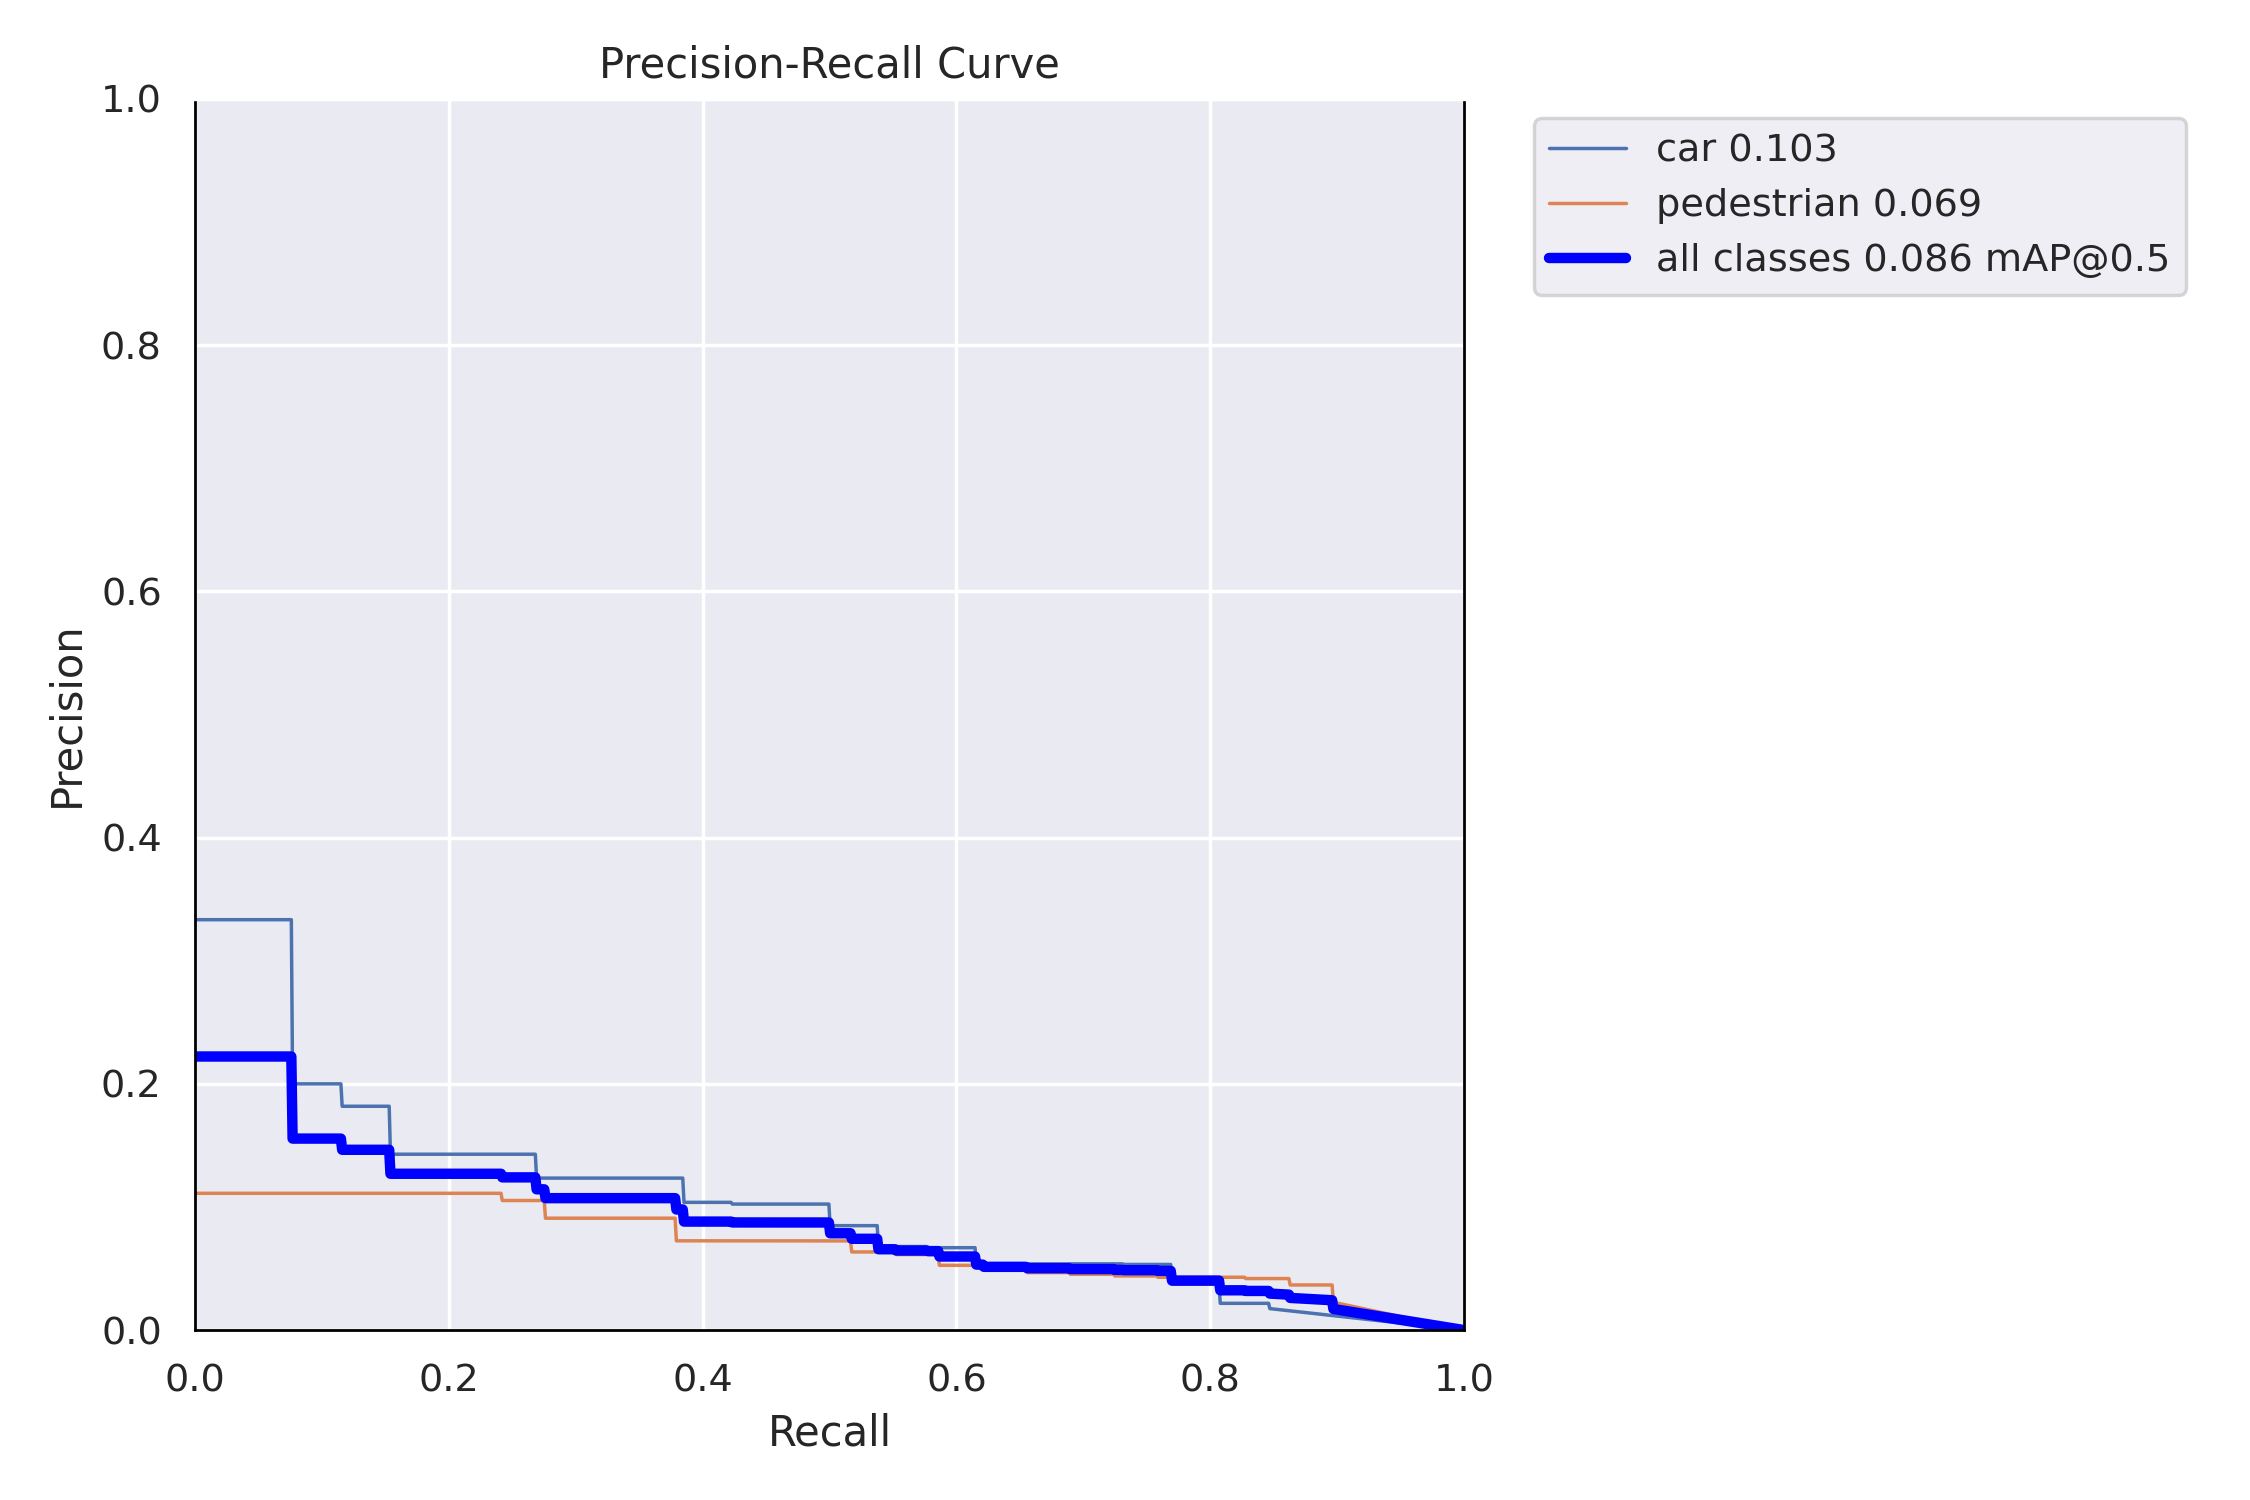 Precision-Recall Curve
1.0
0.8
0.6
0.4
0.2
0.0
Precision
0.0 0.2 0.4 0.6 0.8 1.0
Recall
car 0.103
pedestrian 0.069
all classes 0.086 mAP@0.5